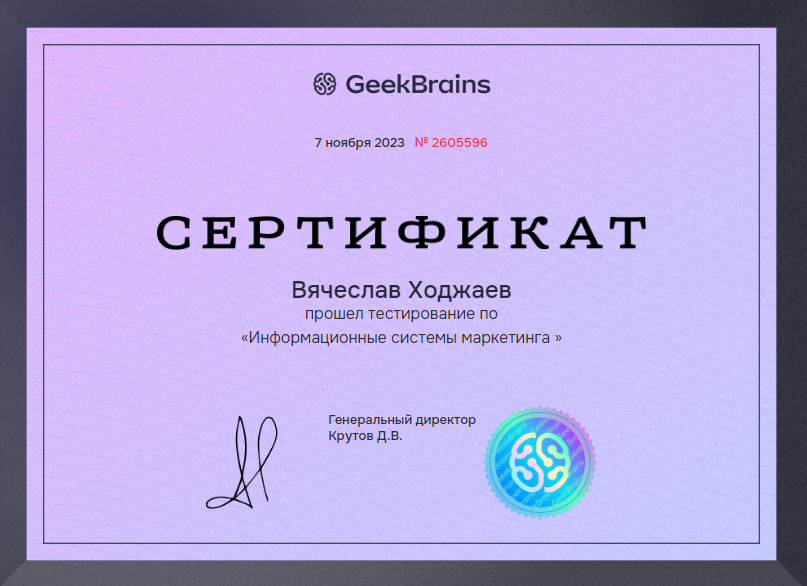 GeekBrains
7 ноября 2023 № 2605596
СЕРТИФИКАТ
Вячеслав Ходжаев
прошел тестирование по
«Информационные системы маркетинга »
Генеральный директор
Крутов Д.В.